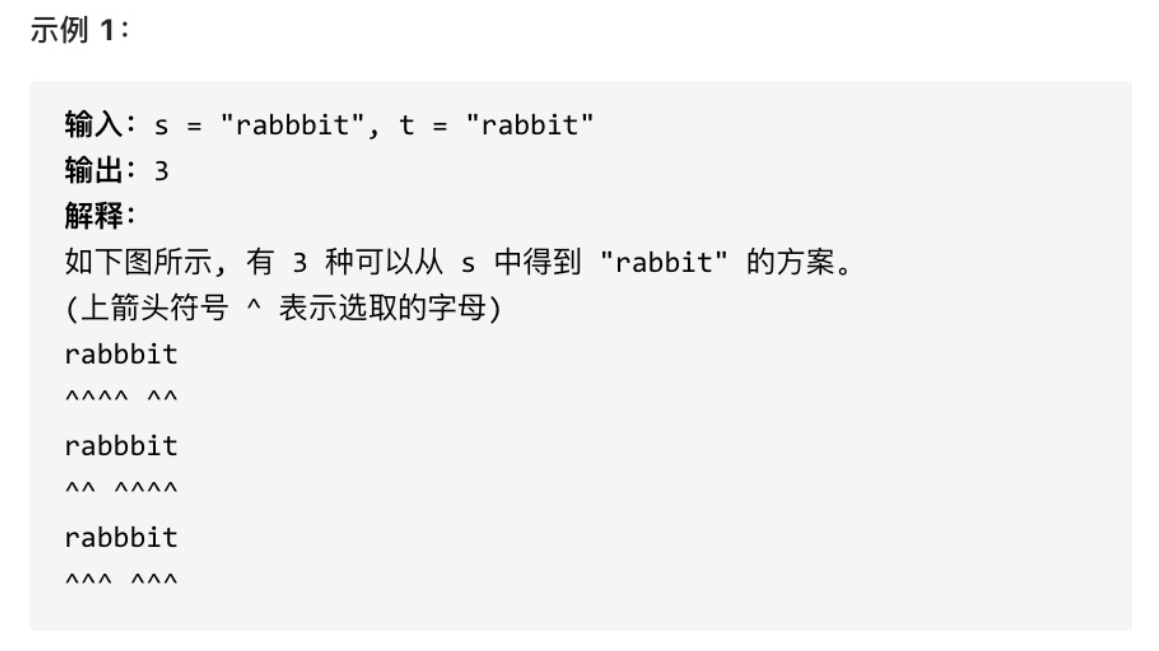 示例 1：
输入：s = "rabbbit", t = "rabbit"
输出：3
解释：
如下图所示, 有 3 种可以从 s 中得到 "rabbit" 的方案。
(上箭头符号 ^ 表示选取的字母)
rabbbit
^^^^ ^^
rabbbit
^^ ^^^^
rabbbit
^^^ ^^^